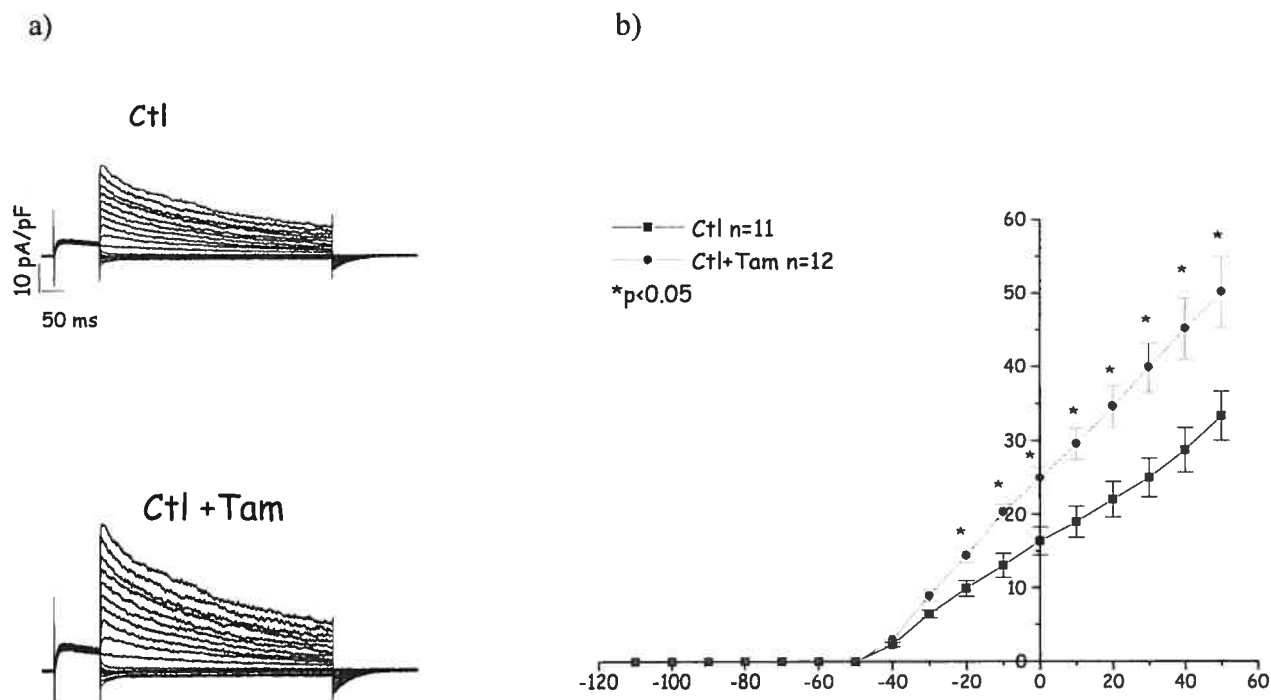 a)
b)
Ctl
10 pA/pF
50 ms
Ctl +Tam
Ctl n=11
Ctl+Tam n=12
*p<0.05
60
50
40
30
20
10
0
-120 -100 -80 -60 -40 -20 0 20 40 60
* * * * * * * *